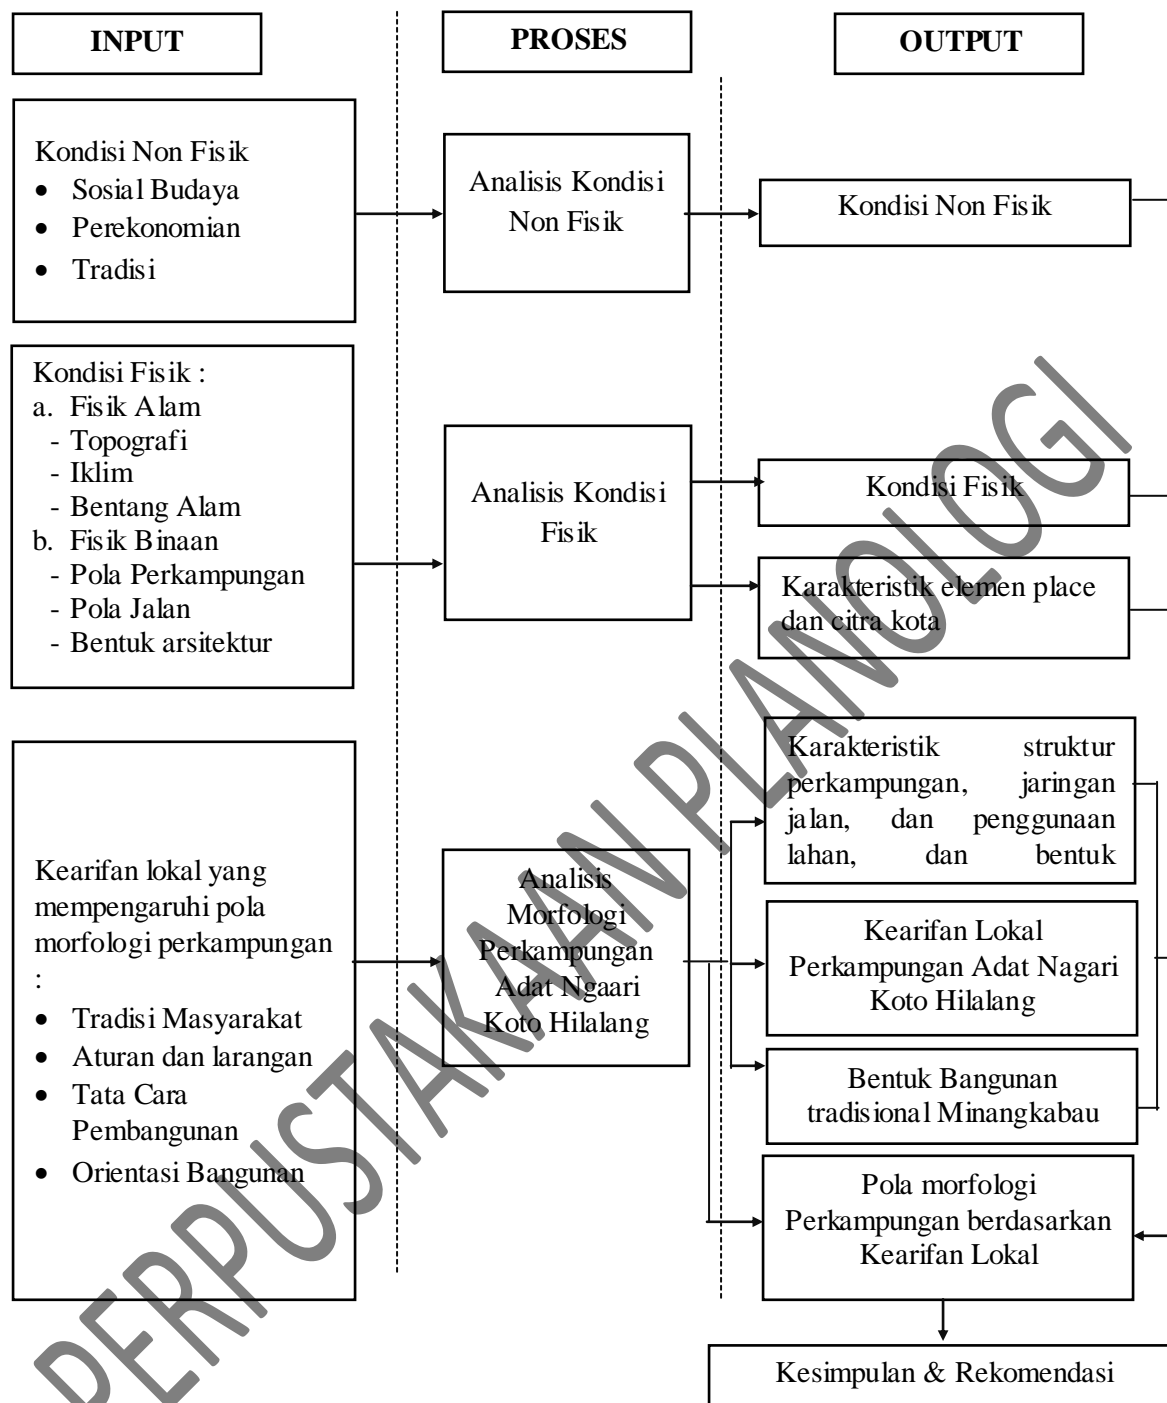 INPUT
PROSES
OUTPUT
Kondisi Non Fisik
• Sosial Budaya
• Perekonomian
• Tradisi
Analisis Kondisi
Non Fisik
Kondisi Non Fisik
Kondisi Fisik :
a. Fisik Alam
- Topografi
- Iklim
- Bentang Alam
b. Fisik Binaan
- Pola Perkampungan
- Pola Jalan
- Bentuk arsitektur
Analisis Kondisi
Fisik
Kondisi Fisik
Karakteristik elemen place
dan citra kota
Kearifan lokal yang
mempengaruhi pola
morfologi perkampungan
:
• Tradisi Masyarakat
• Aturan dan larangan
• Tata Cara
Pembangunan
• Orientasi Bangunan
Analisis
Morfologi
Perkampungan
Adat Ngaari
Koto Hilalang
Karakteristik struktur
perkampungan, jaringan
jalan, dan penggunaan
lahan, dan bentuk
Kearifan Lokal
Perkampungan Adat Nagari
Koto Hilalang
Bentuk Bangunan
tradisional Minangkabau
Pola morfologi
Perkampungan berdasarkan
Kearifan Lokal
Kesimpulan & Rekomendasi
PERPUSTAKAAN PLANOLOGI